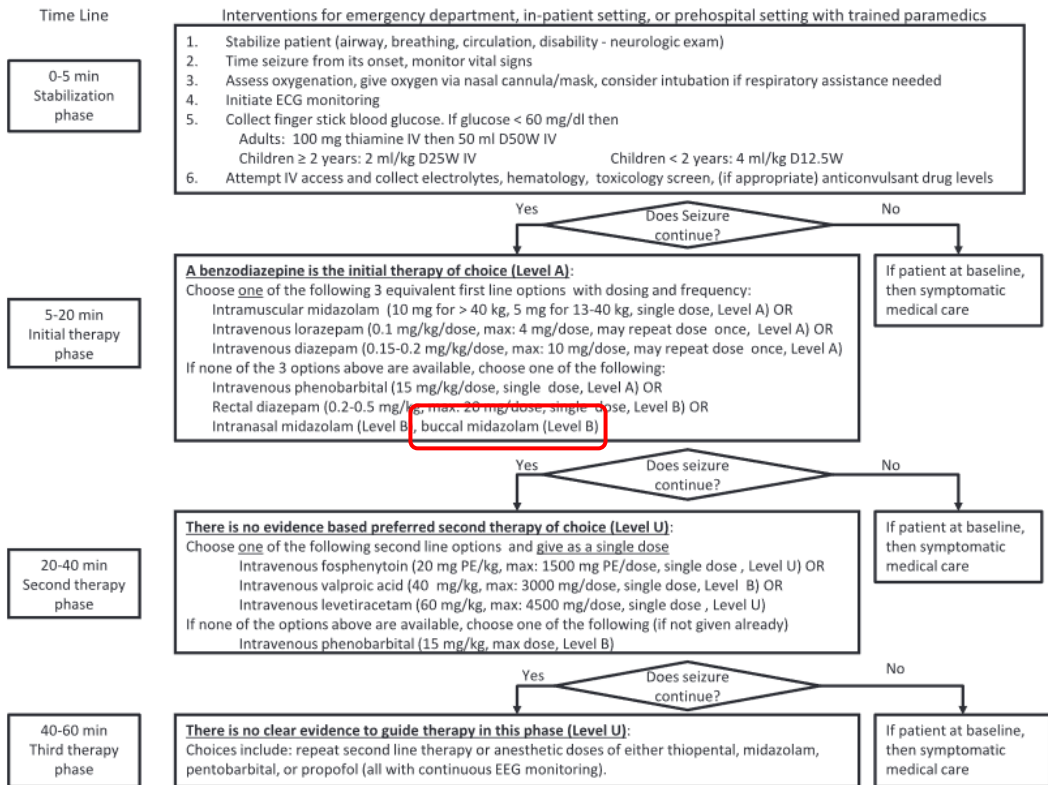 Time Line
Interventions for emergency department, in-patient setting, or prehospital setting with trained paramedics
0-5 min
Stabilization
phase
1. Stabilize patient (airway, breathing, circulation, disability - neurologic exam)
2. Time seizure from its onset, monitor vital signs
3. Assess oxygenation, give oxygen via nasal cannula/mask, consider intubation if respiratory assistance needed
4. Initiate ECG monitoring
5. Collect finger stick blood glucose. If glucose < 60 mg/dl then
Adults: 100 mg thiamine IV then 50 ml D50W IV
Children ≥ 2 years: 2 ml/kg D25W IV Children < 2 years: 4 ml/kg D12.5W
6. Attempt IV access and collect electrolytes, hematology, toxicology screen, (if appropriate) anticonvulsant drug levels
Yes
Does Seizure
continue?
No
5-20 min
Initial therapy
phase
A benzodiazepine is the initial therapy of choice (Level A):
Choose one of the following 3 equivalent first line options with dosing and frequency:
Intramuscular midazolam (10 mg for > 40 kg, 5 mg for 13-40 kg, single dose, Level A) OR
Intravenous lorazepam (0.1 mg/kg/dose, max: 4 mg/dose, may repeat dose once, Level A) OR
Intravenous diazepam (0.15-0.2 mg/kg/dose, max: 10 mg/dose, may repeat dose once, Level A)
If none of the 3 options above are available, choose one of the following:
Intravenous phenobarbital (15 mg/kg/dose, single dose, Level A) OR
Rectal diazepam (0.2-0.5 mg/kg, max: 20 mg/dose, single dose, Level B) OR
Intranasal midazolam (Level B), buccal midazolam (Level B)
If patient at baseline,
then symptomatic
medical care
Yes
Does seizure
continue?
No
20-40 min
Second therapy
phase
There is no evidence based preferred second therapy of choice (Level U):
Choose one of the following second line options and give as a single dose
Intravenous fosphenytoin (20 mg PE/kg, max: 1500 mg PE/dose, single dose , Level U) OR
Intravenous valproic acid (40 mg/kg, max: 3000 mg/dose, single dose, Level B) OR
Intravenous levetiracetam (60 mg/kg, max: 4500 mg/dose, single dose , Level U)
If none of the options above are available, choose one of the following (if not given already)
Intravenous phenobarbital (15 mg/kg, max dose, Level B)
If patient at baseline,
then symptomatic
medical care
Yes
Does seizure
continue?
No
40-60 min
Third therapy
phase
There is no clear evidence to guide therapy in this phase (Level U):
Choices include: repeat second line therapy or anesthetic doses of either thiopental, midazolam,
pentobarbital, or propofol (all with continuous EEG monitoring).
If patient at baseline,
then symptomatic
medical care